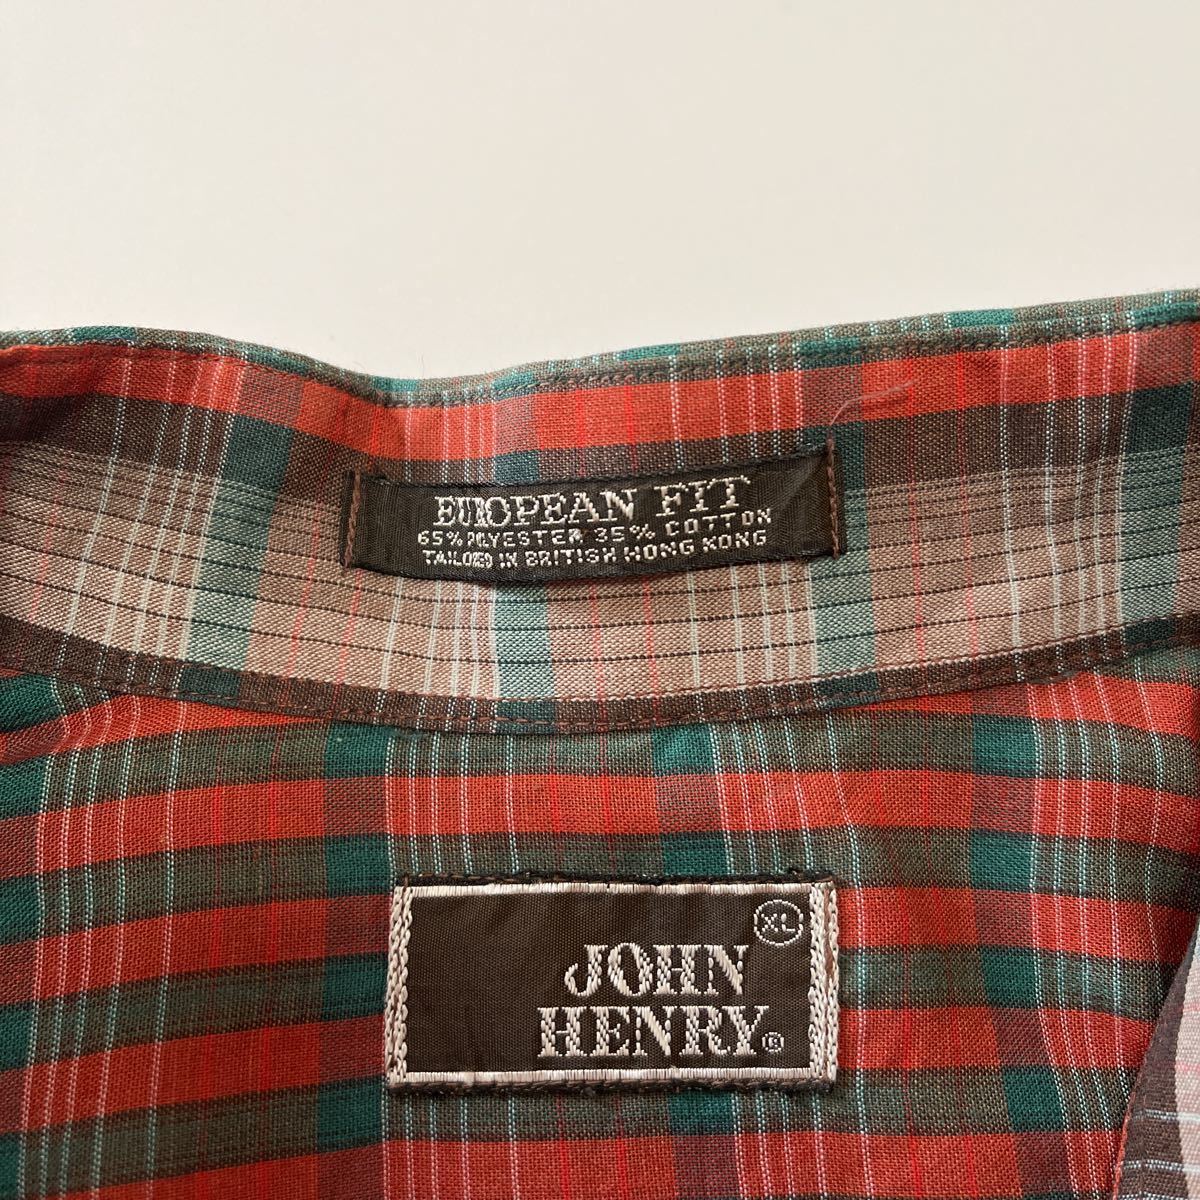 EUROPEAN FIT
65% POLYESTER 35% COTTON
TAILORED IN BRITISH HONG KONG
XL
JOHN
HENRY®